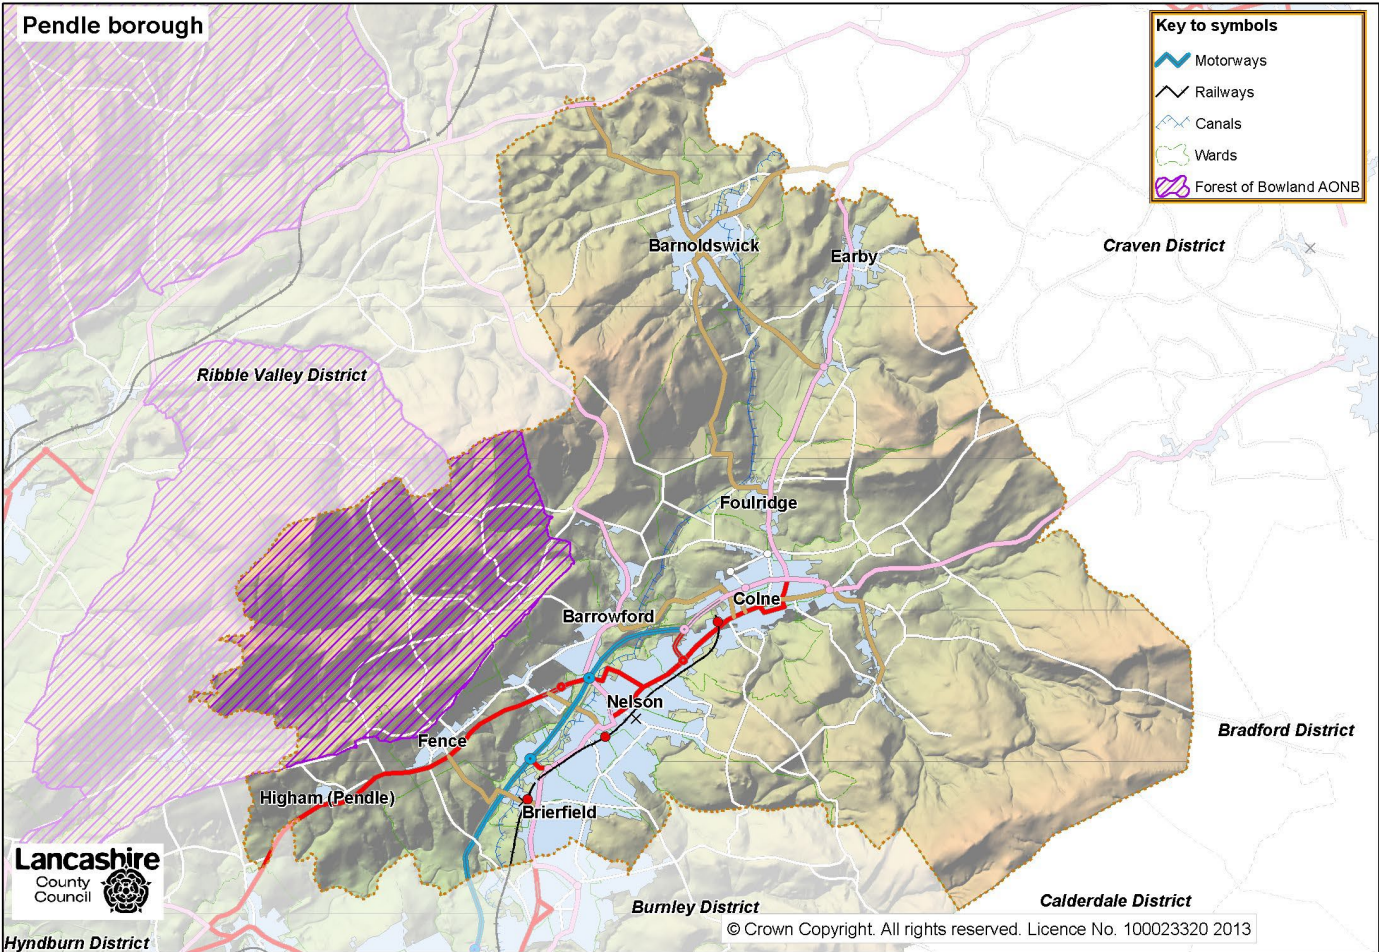 Pendle borough
Key to symbols
Motorways
Railways
Canals
Wards
Forest of Bowland AONB
Barnoldswick
Earby
Craven District
Ribble Valley District
Foulridge
Colne
Barrowford
Nelson
Fence
Bradford District
Higham (Pendle)
Brierfield
Lancashire
County
Council
Calderdale District
Burnley District
© Crown Copyright. All rights reserved. Licence No. 100023320 2013
Hyndburn District